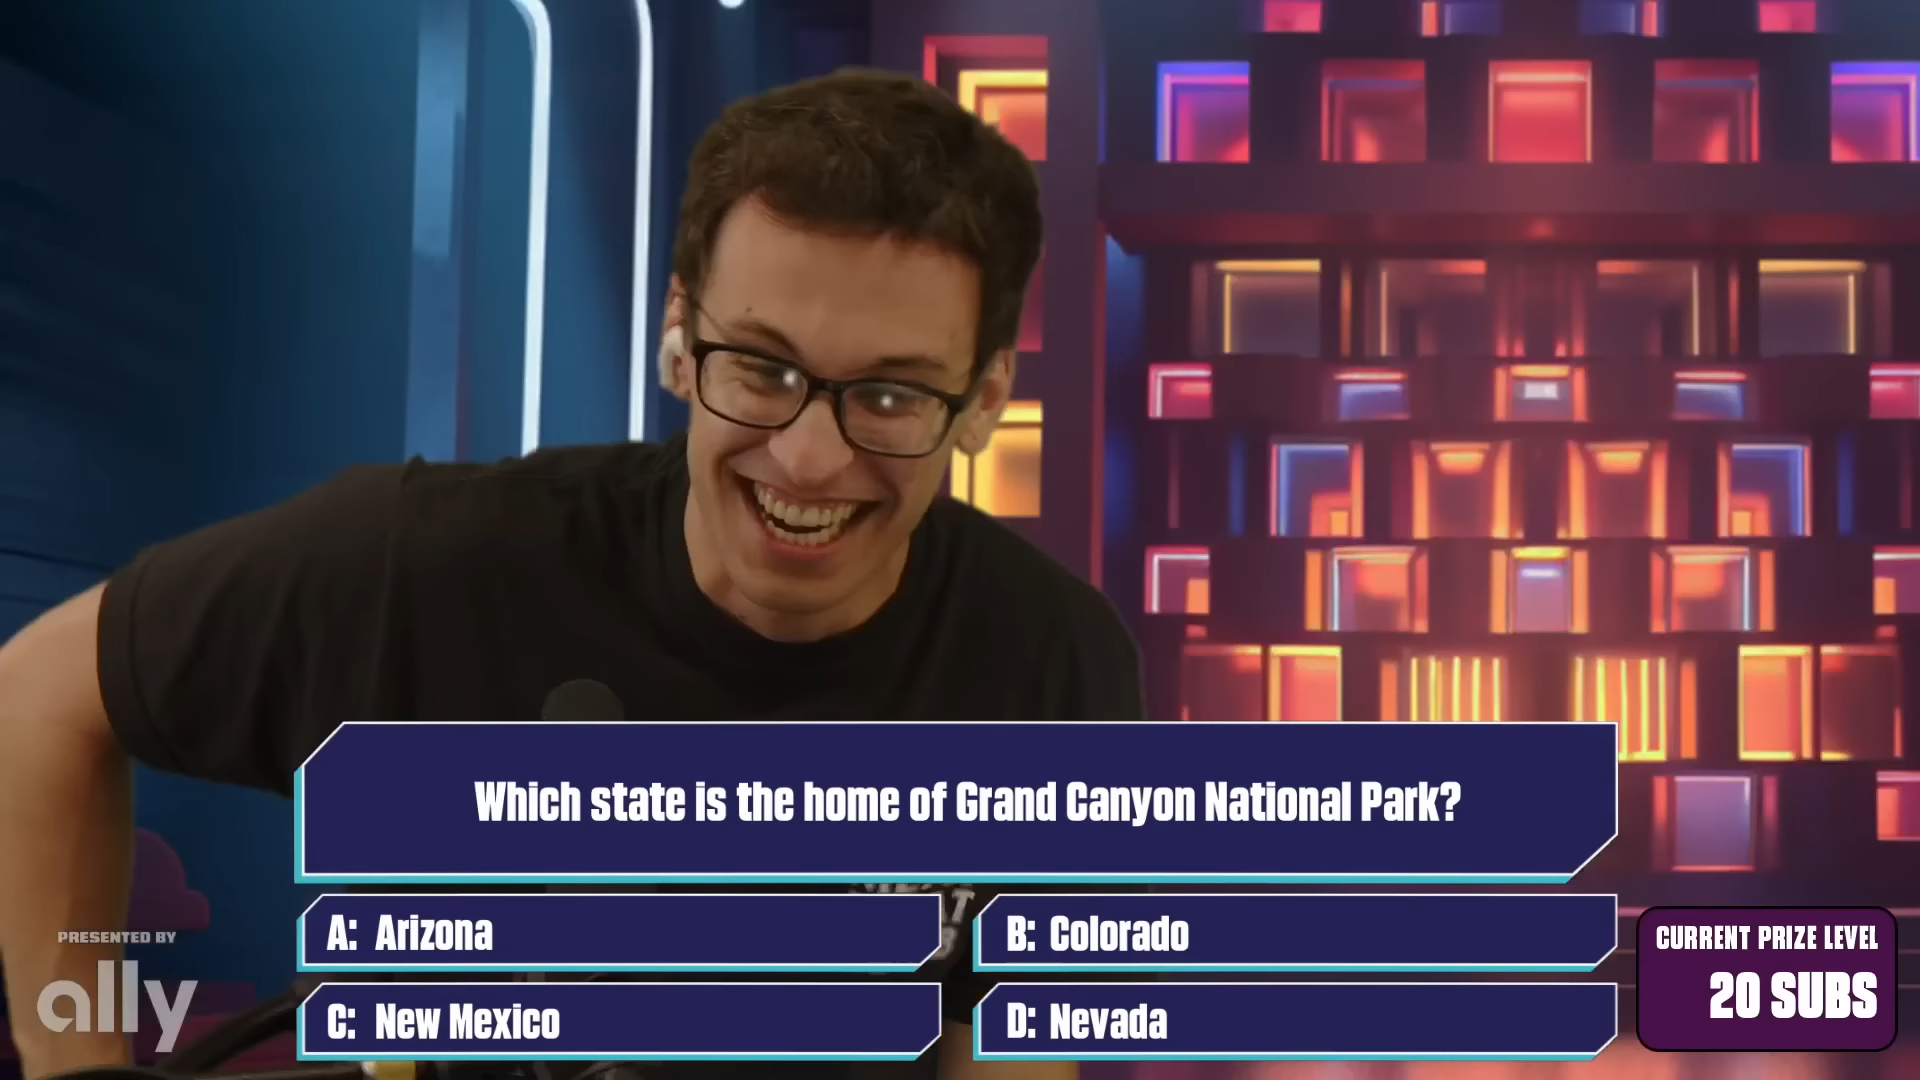 Which state is the home of Grand Canyon National Park?
A: Arizona
B: Colorado
C: New Mexico
D: Nevada
PRESENTED BY
ally
CURRENT PRIZE LEVEL
20 SUBS